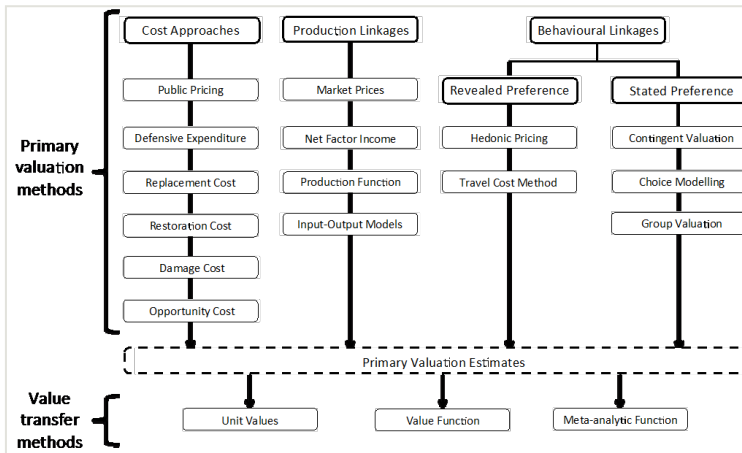 Cost Approaches
Production Linkages
Behavioural Linkages
Public Pricing
Market Prices
Revealed Preference
Stated Preference
Defensive Expenditure
Net Factor Income
Hedonic Pricing
Contingent Valuation
Primary
valuation
methods
Replacement Cost
Production Function
Travel Cost Method
Choice Modelling
Restoration Cost
Input-Output Models
Group Valuation
Damage Cost
Opportunity Cost
Primary Valuation Estimates
Value
transfer
methods
Unit Values
Value Function
Meta-analytic Function